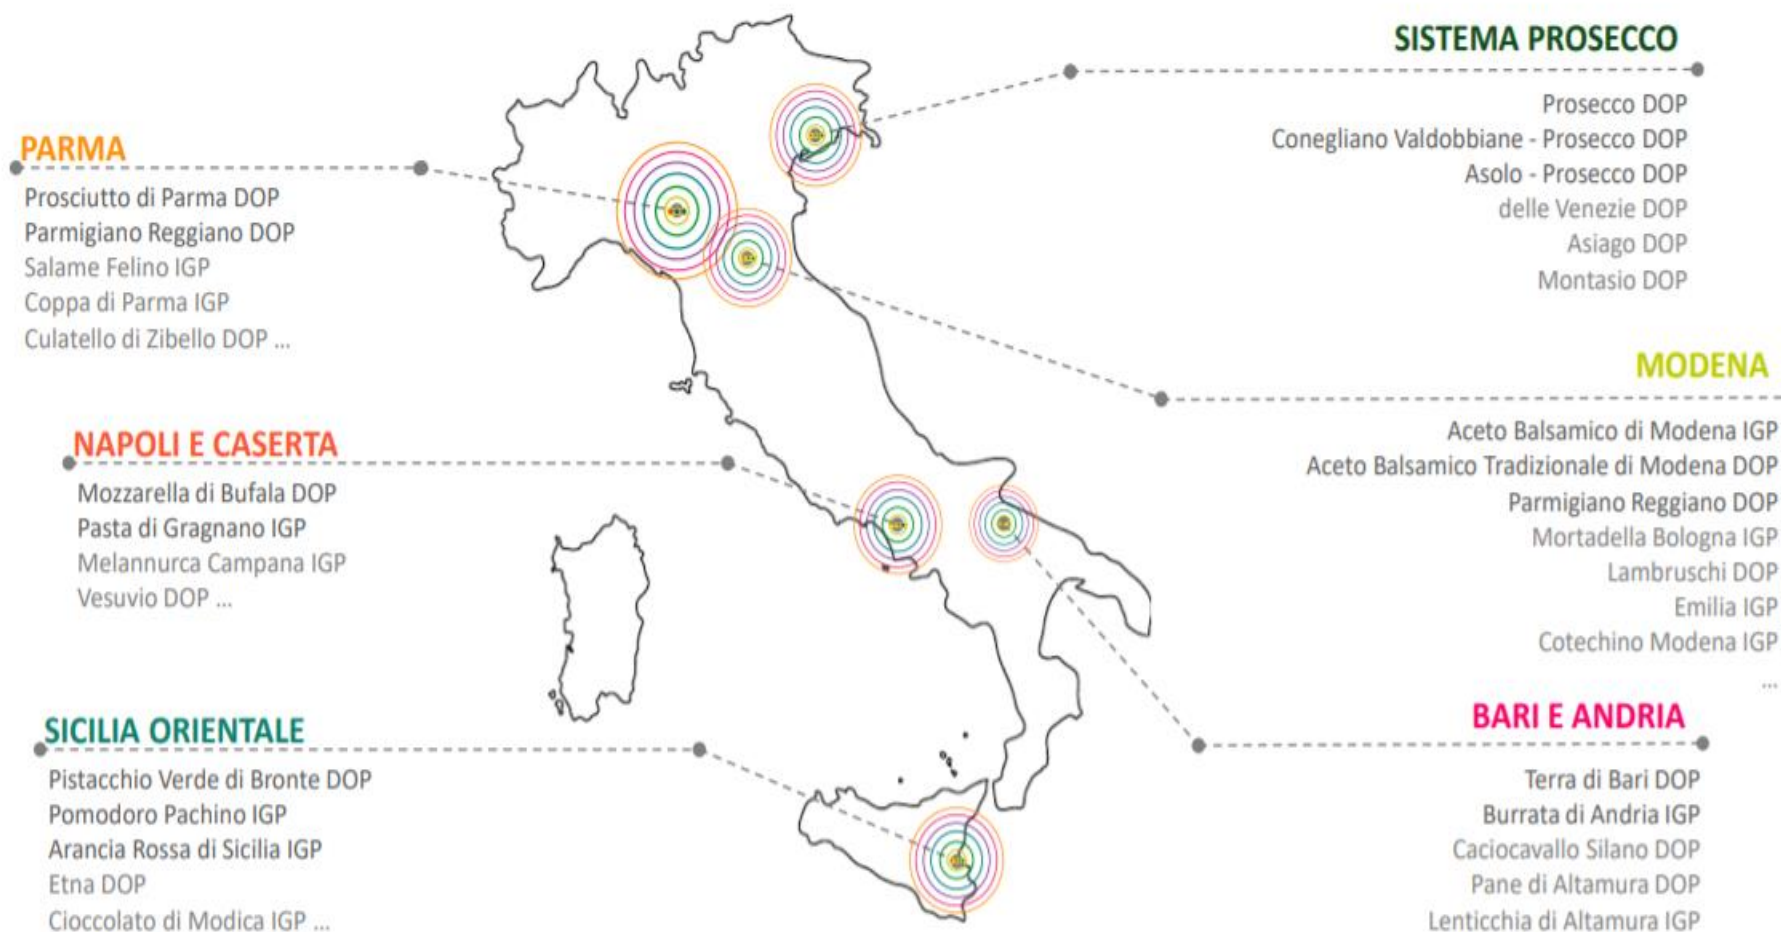 PARMA
Prosciutto di Parma DOP
Parmigiano Reggiano DOP
Salame Felino IGP
Coppa di Parma IGP
Culatello di Zibello DOP ...
NAPOLI E CASERTA
Mozzarella di Bufala DOP
Pasta di Gragnano IGP
Melannurca Campana IGP
Vesuvio DOP ...
SICILIA ORIENTALE
Pistacchio Verde di Bronte DOP
Pomodoro Pachino IGP
Arancia Rossa di Sicilia IGP
Etna DOP
Cioccolato di Modica IGP ...
SISTEMA PROSECCO
Prosecco DOP
Conegliano Valdobbiane - Prosecco DOP
Asolo - Prosecco DOP
delle Venezie DOP
Asiago DOP
Montasio DOP
MODENA
Aceto Balsamico di Modena IGP
Aceto Balsamico Tradizionale di Modena DOP
Parmigiano Reggiano DOP
Mortadella Bologna IGP
Lambruschi DOP
Emilia IGP
Cotechino Modena IGP
...
BARI E ANDRIA
Terra di Bari DOP
Burrata di Andria IGP
Caciocavallo Silano DOP
Pane di Altamura DOP
Lenticchia di Altamura IGP